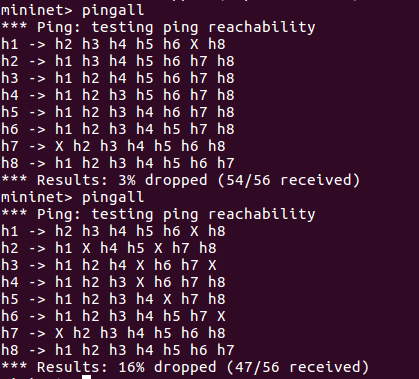 mininet> pingall
*** Ping: testing ping reachability
h1 -> h2 h3 h4 h5 h6 X h8
h2 -> h1 h3 h4 h5 h6 h7 h8
h3 -> h1 h2 h4 h5 h6 h7 h8
h4 -> h1 h2 h3 h5 h6 h7 h8
h5 -> h1 h2 h3 h4 h6 h7 h8
h6 -> h1 h2 h3 h4 h5 h7 h8
h7 -> X h2 h3 h4 h5 h6 h8
h8 -> h1 h2 h3 h4 h5 h6 h7
*** Results: 3% dropped (54/56 received)
mininet> pingall
*** Ping: testing ping reachability
h1 -> h2 h3 h4 h5 h6 X h8
h2 -> h1 X h4 h5 X h7 h8
h3 -> h1 h2 h4 X h6 h7 X
h4 -> h1 h2 h3 X h6 h7 h8
h5 -> h1 h2 h3 h4 X h7 h8
h6 -> h1 h2 h3 h4 h5 h7 X
h7 -> X h2 h3 h4 h5 h6 h8
h8 -> h1 h2 h3 h4 h5 h6 h7
*** Results: 16% dropped (47/56 received)